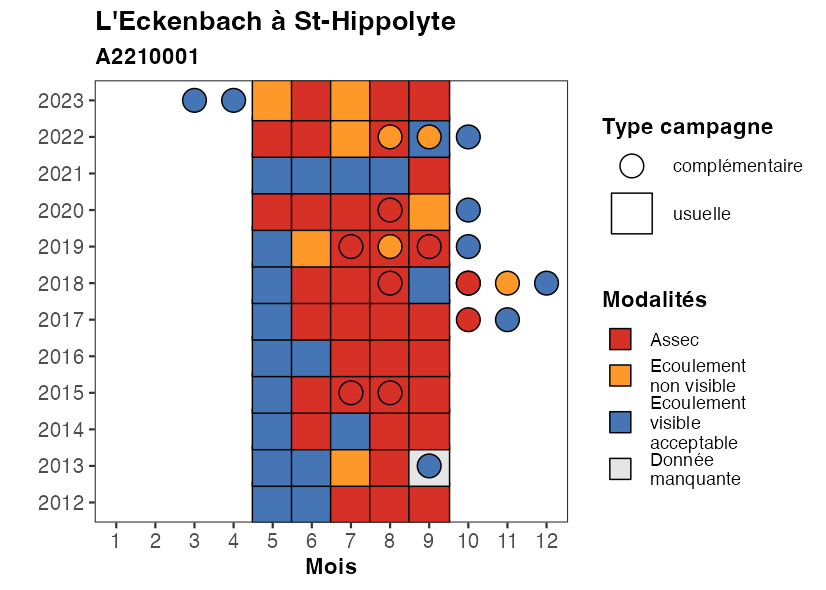 L'Eckenbach à St-Hippolyte
A2210001
2023
2022
2021
2020
2019
2018
2017
2016
2015
2014
2013
2012
1 2 3 4 5 6 7 8 9 10 11 12
Mois
Type campagne
complémentaire
usuelle
Modalités
Assec
Ecoulement
non visible
Ecoulement
visible
acceptable
Donnée
manquante